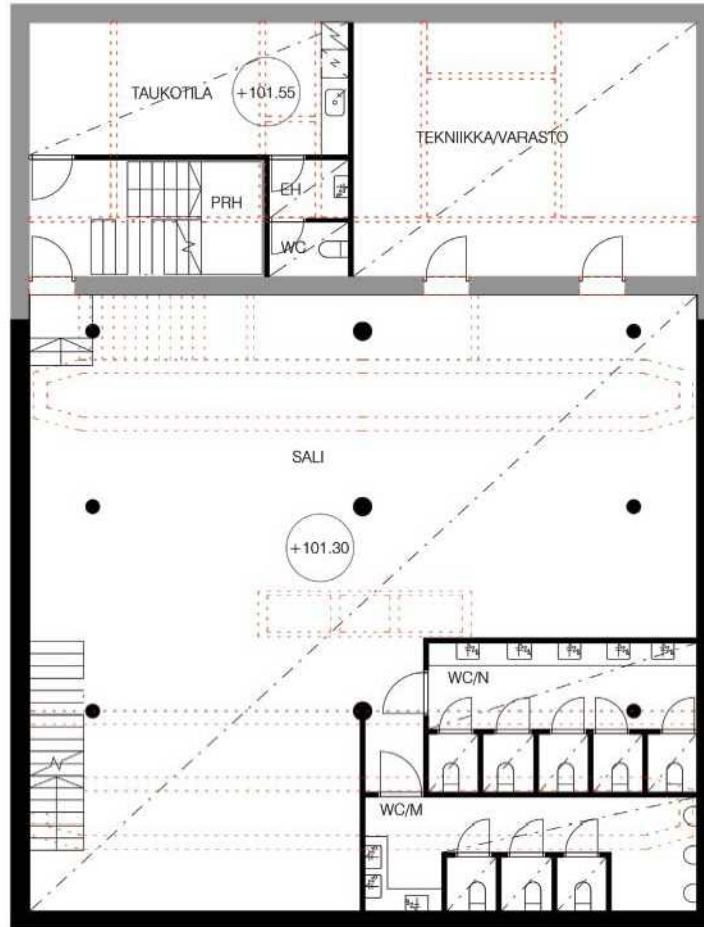 TAUKOTILA
+101.55
TEKNIIKKA/VARASTO
PRH
EH
WC
SALI
+101.30
WC/N
WC/M